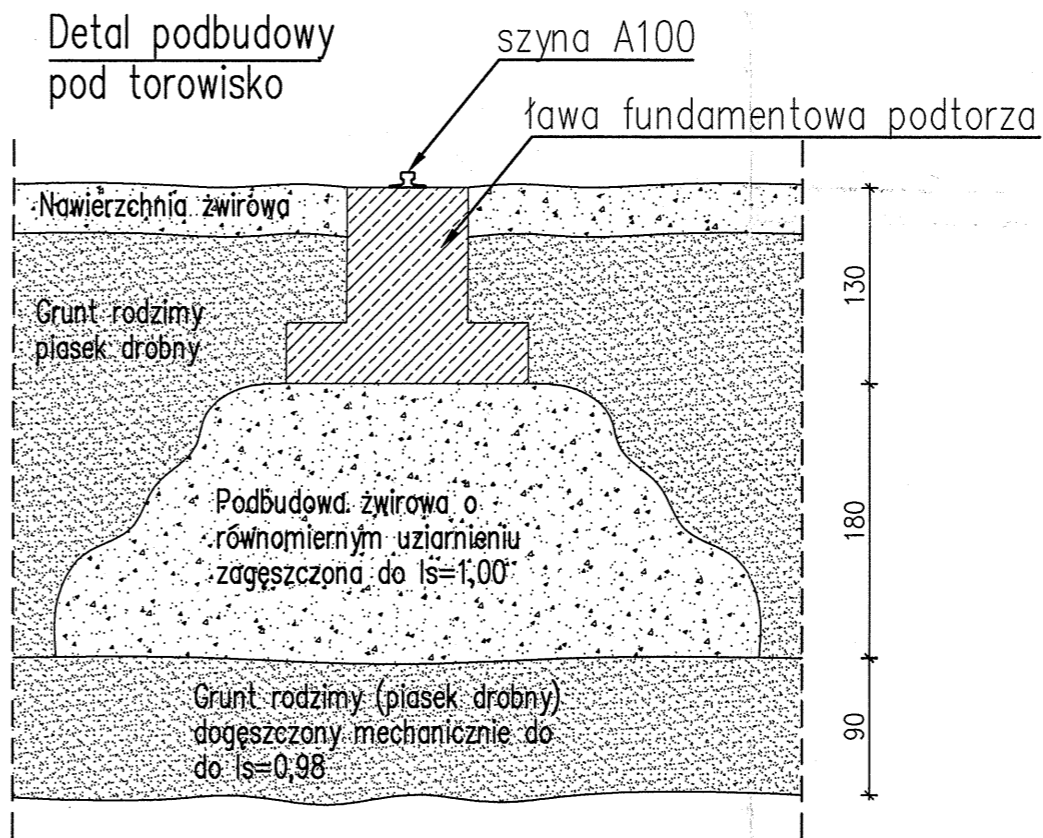 Detal podbudowy
pod torowisko
szyna A100
ława fundamentowa podtorza
Nawierzchnia żwirowa
Grunt rodzimy
piasek drobny
130
Podbudowa żwirowa o
równomiernym uziarnieniu
zagęszczona do Is=1,00
180
Grunt rodzimy (piasek drobny)
dogęszczony mechanicznie do
do Is=0,98
90